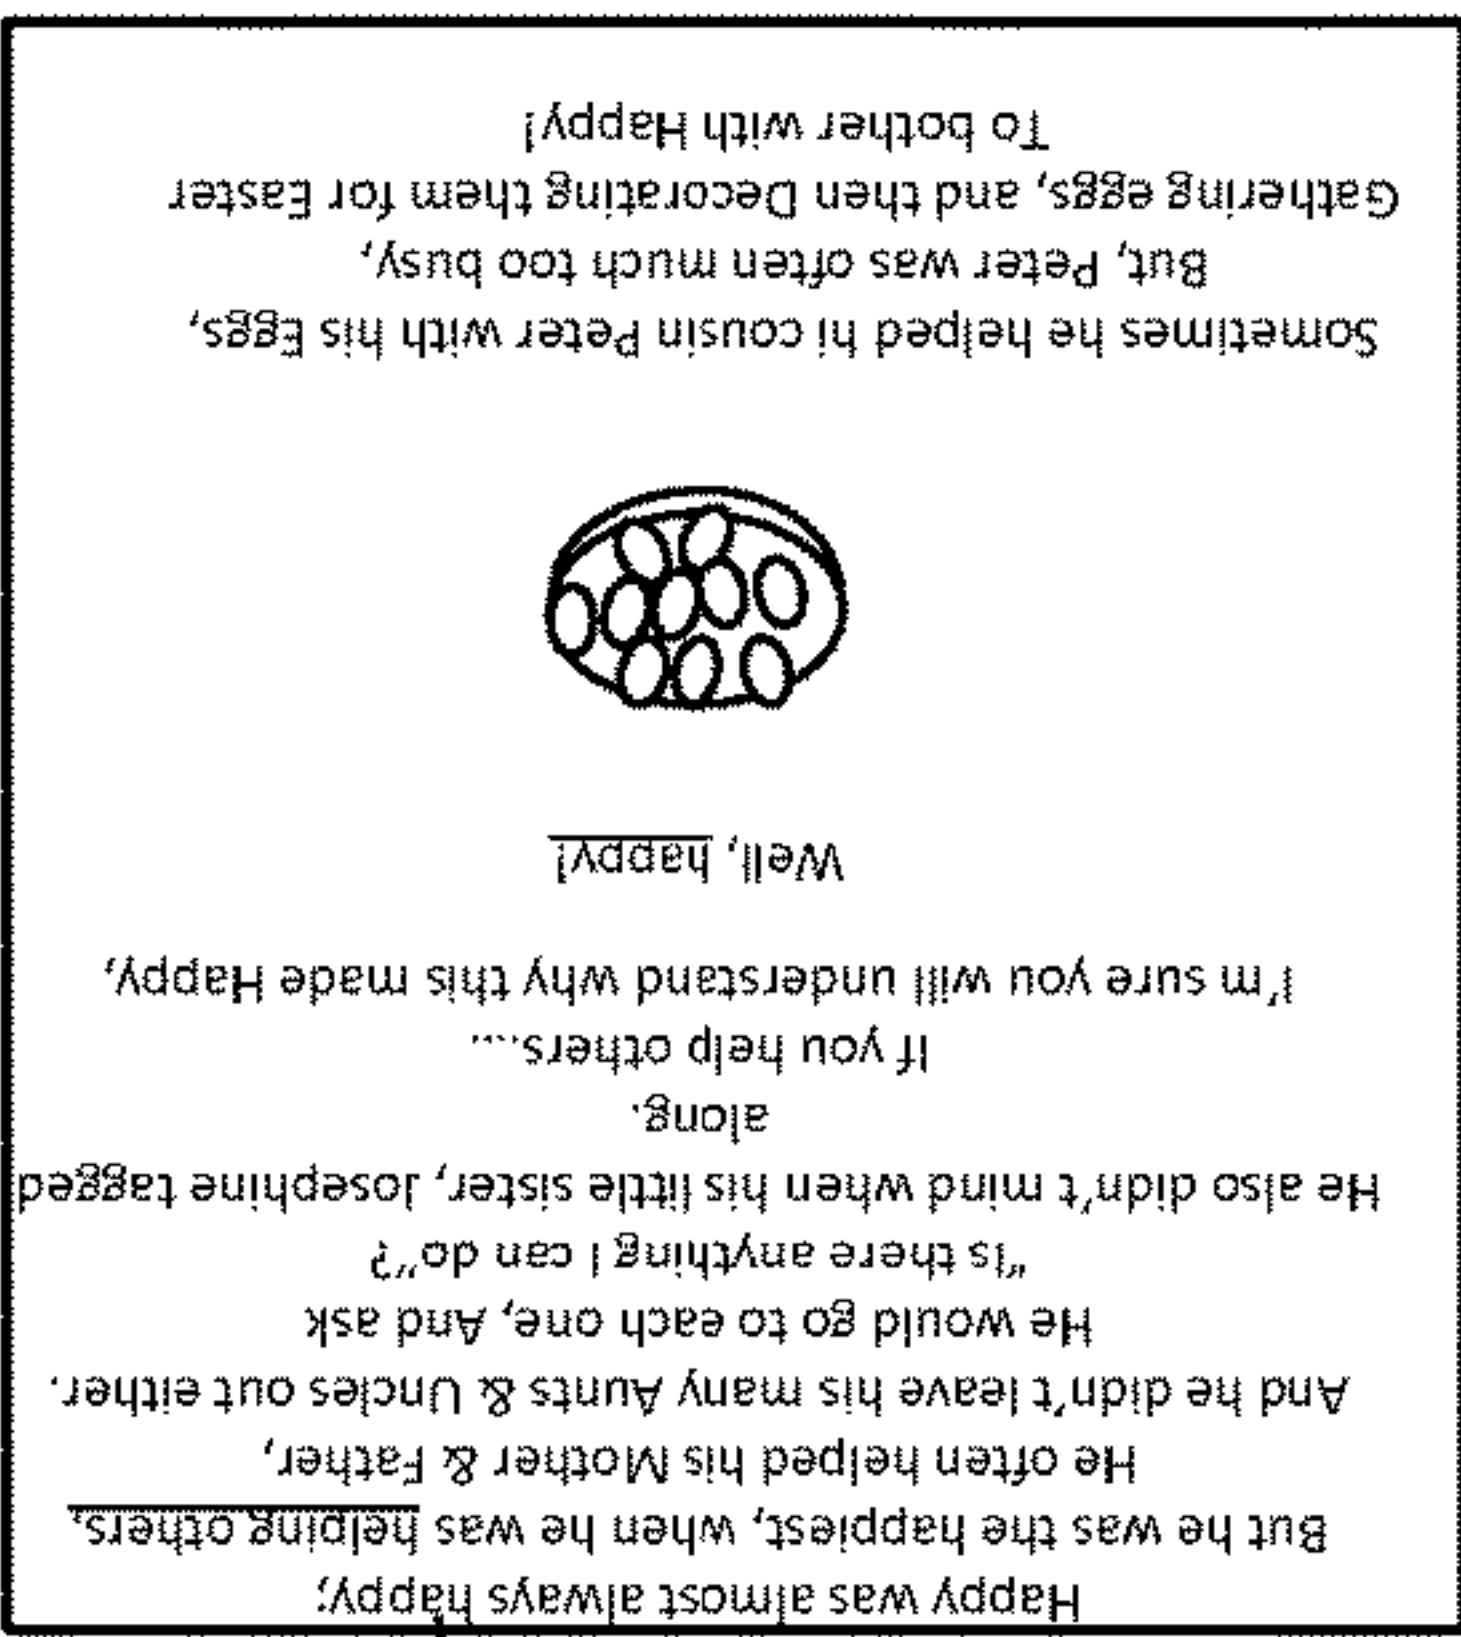 Happy was almost always happy;
But he was the happiest, when he was helping others,
He often helped his Mother & Father,
And he didn't leave his many Aunts & Uncles out either.
He would go to each one, And ask
"Is there anything I can do"?
He also didn't mind when his little sister, Josephine tagged
along.
If you help others....
I'm sure you will understand why this made Happy,
Well, happy!
Sometimes he helped hi cousin Peter with his Eggs,
But, Peter was often much too busy,
Gathering eggs, and then Decorating them for Easter
To bother with Happy!